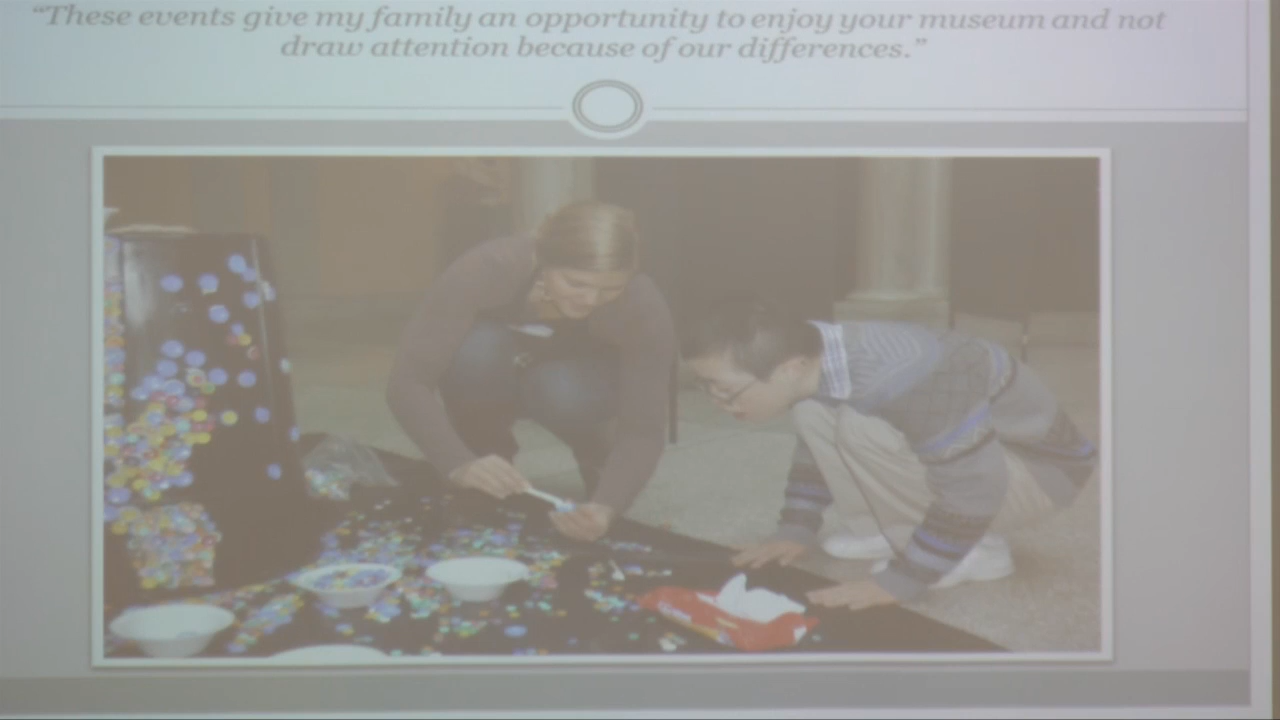 “These events give my family an opportunity to enjoy your museum and not
draw attention because of our differences.”